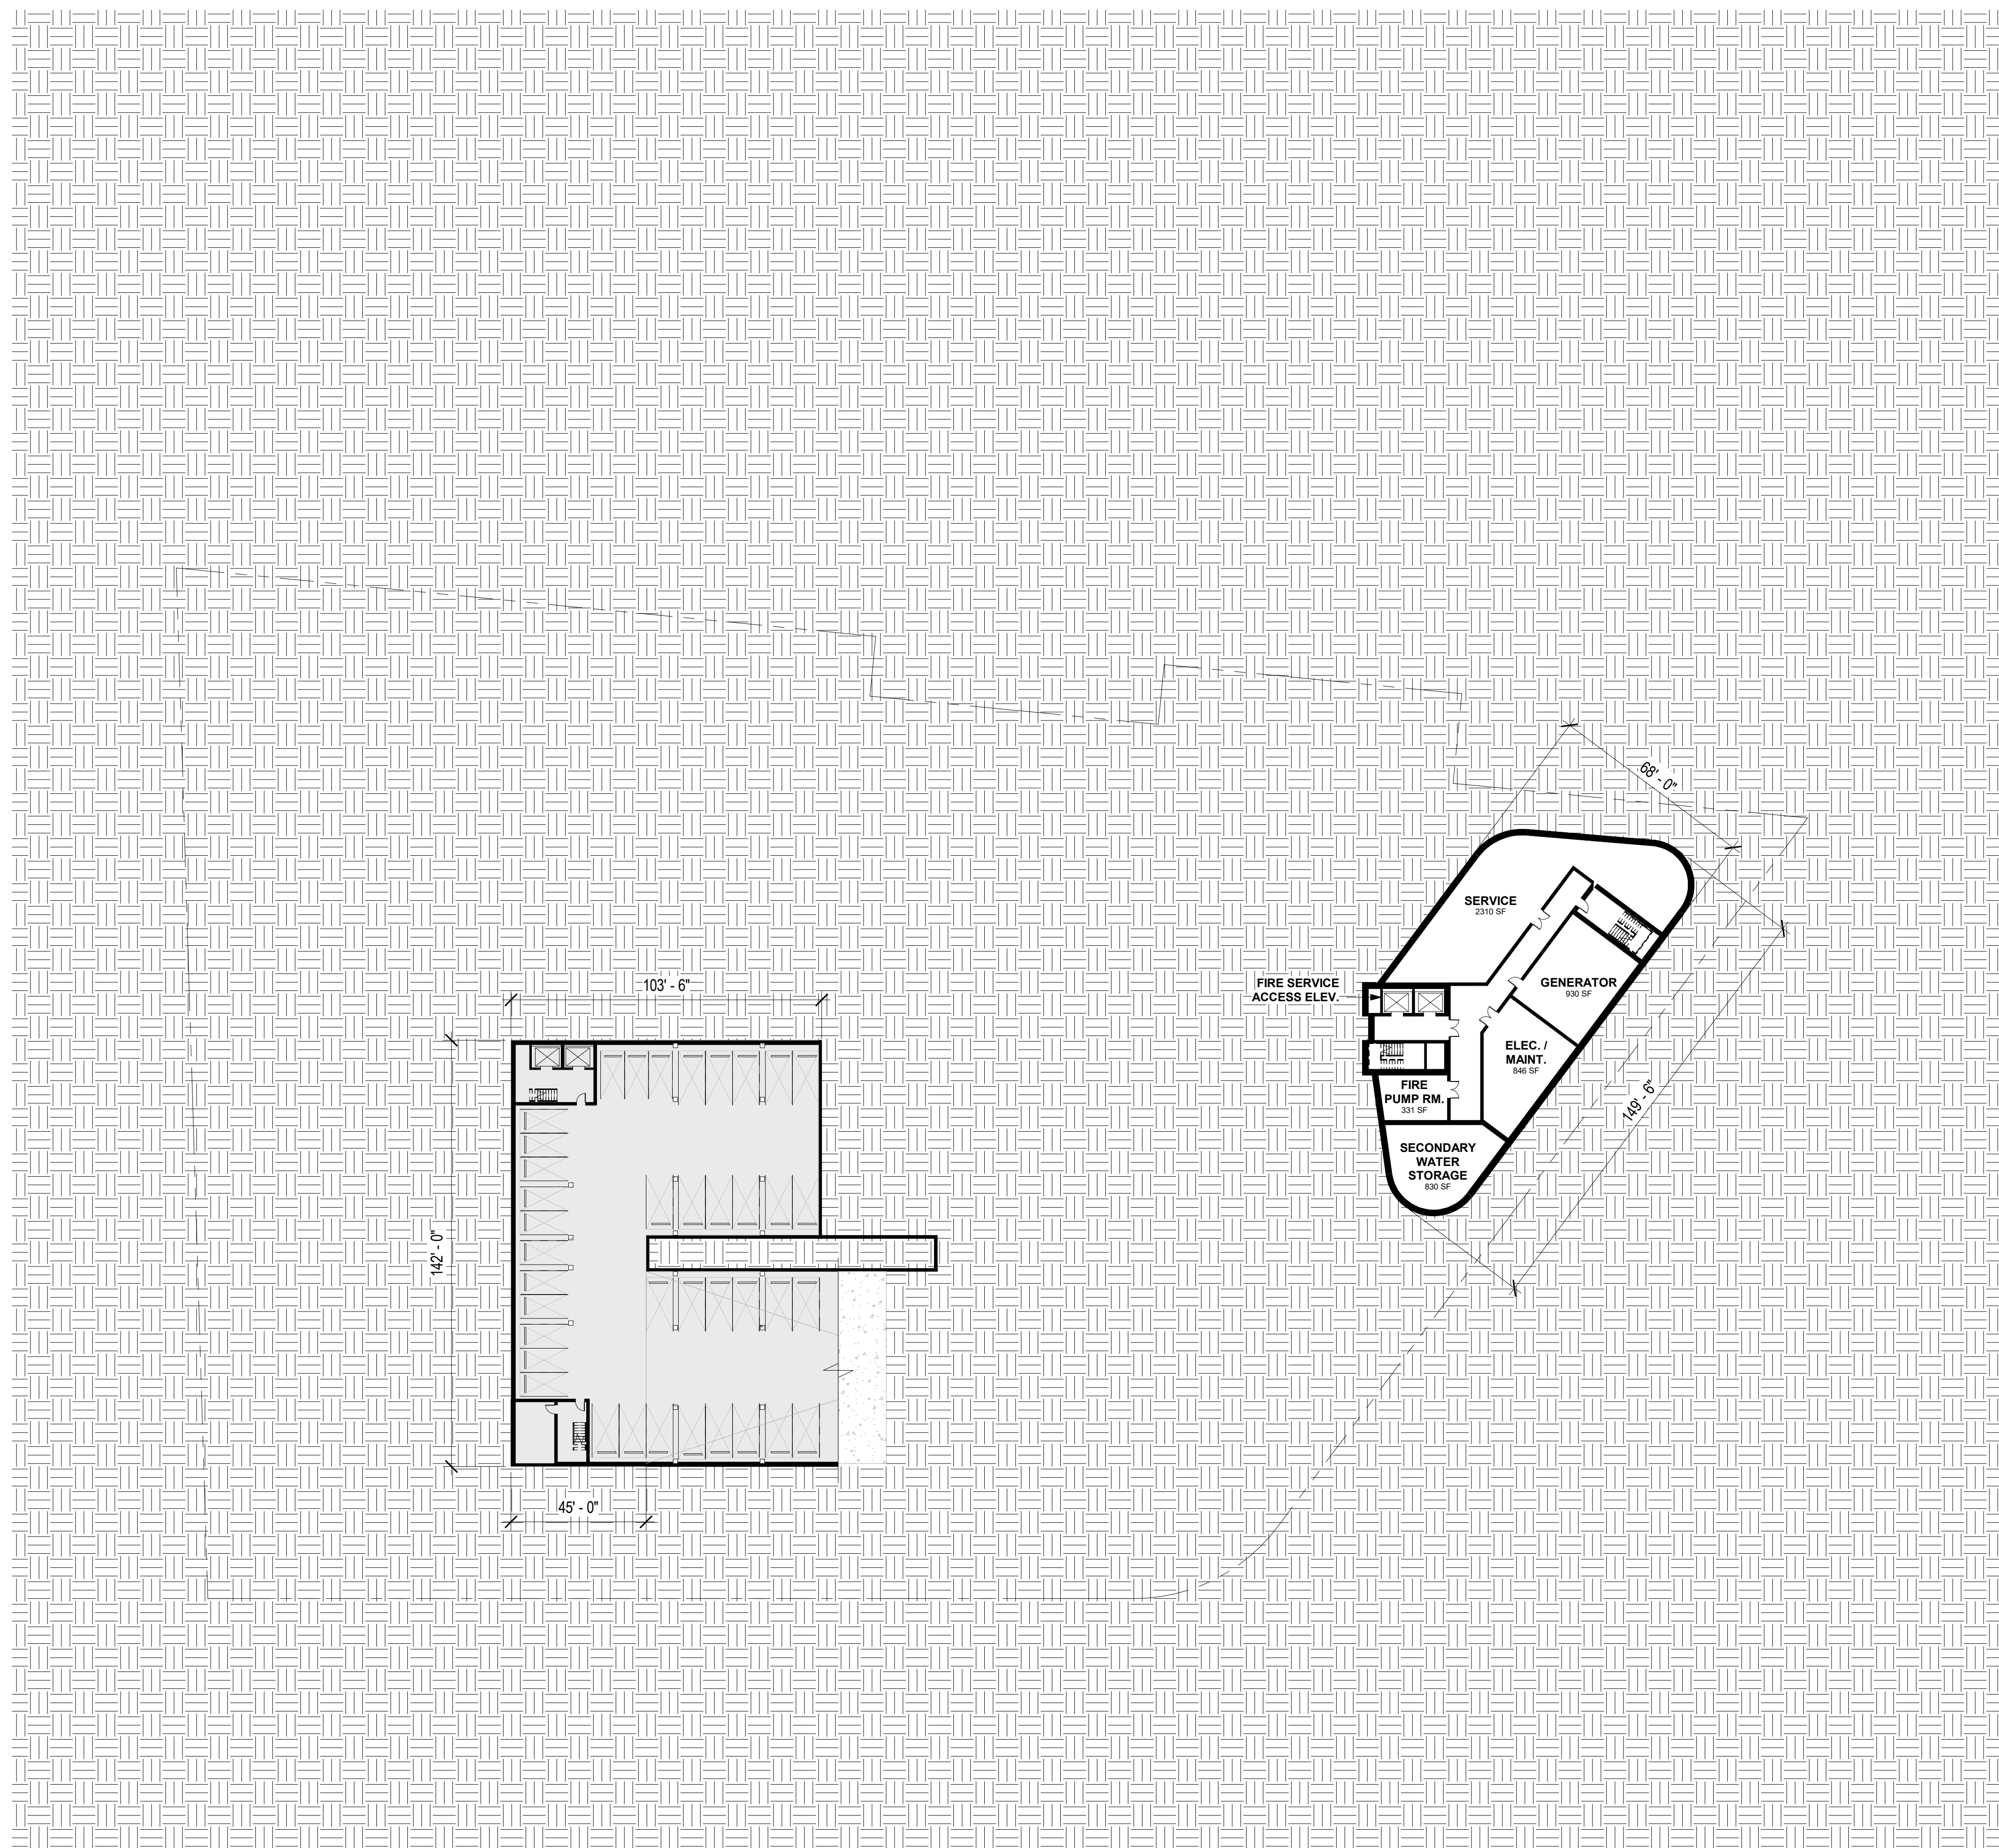 68' - 0"
SERVICE
2310 SF
GENERATOR
930 SF
FIRE SERVICE
ACCESS ELEV.
103' - 6"
ELEC. /
MAINT.
846 SF
FIRE
PUMP RM.
331 SF
149' - 6"
SECONDARY
WATER
STORAGE
830 SF
142' - 0"
45' - 0"